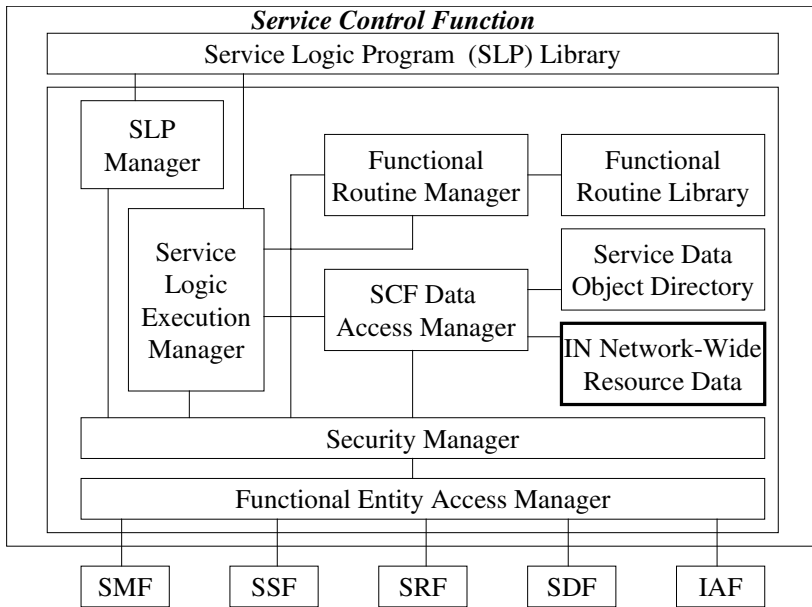 Service Control Function
Service Logic Program (SLP) Library
SLP
Manager
Functional
Routine Manager
Functional
Routine Library
Service
Logic
Execution
Manager
SCF Data
Access Manager
Service Data
Object Directory
IN Network-Wide
Resource Data
Security Manager
Functional Entity Access Manager
SMF
SSF
SRF
SDF
IAF